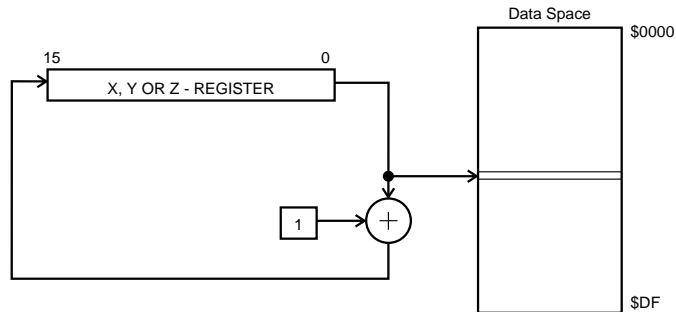 Data Space
$0000
15 0
X, Y OR Z - REGISTER
1
+
$DF